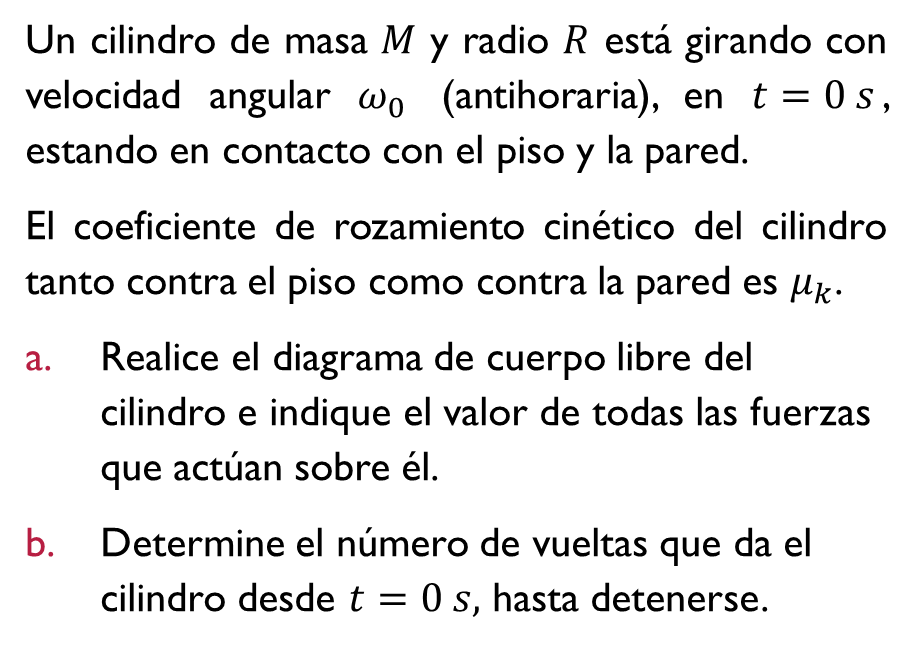 Un cilindro de masa M y radio R está girando con
velocidad angular ω₀ (antihoraria), en t = 0 s,
estando en contacto con el piso y la pared.
El coeficiente de rozamiento cinético del cilindro
tanto contra el piso como contra la pared es μₖ.
a. Realice el diagrama de cuerpo libre del
cilindro e indique el valor de todas las fuerzas
que actúan sobre él.
b. Determine el número de vueltas que da el
cilindro desde t = 0 s, hasta detenerse.